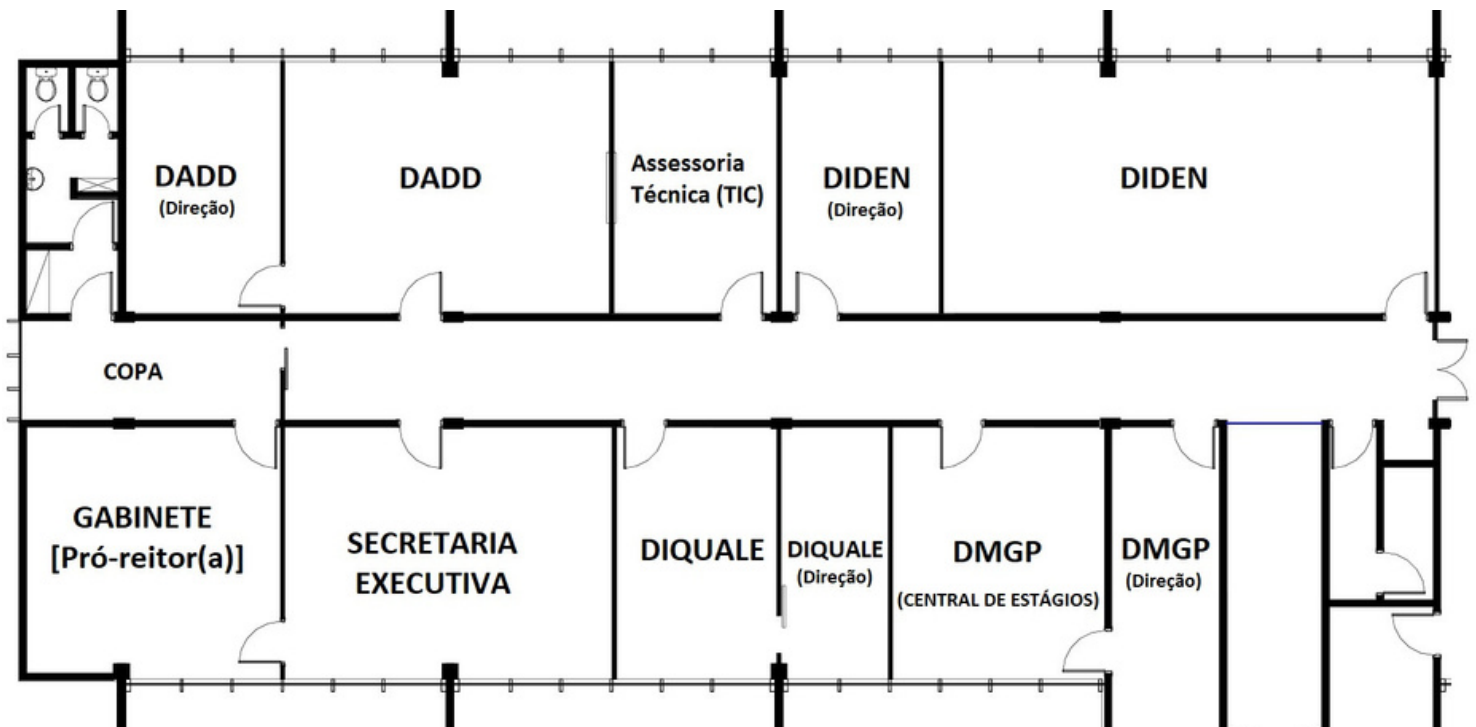 DADD
(Direção)
DADD
Assessoria
Técnica (TIC)
DIDEN
(Direção)
DIDEN
COPA
GABINETE
[Pró-reitor(a)]
SECRETARIA
EXECUTIVA
DIQUALE
DIQUALE
(Direção)
DMGP
(CENTRAL DE ESTÁGIOS)
DMGP
(Direção)